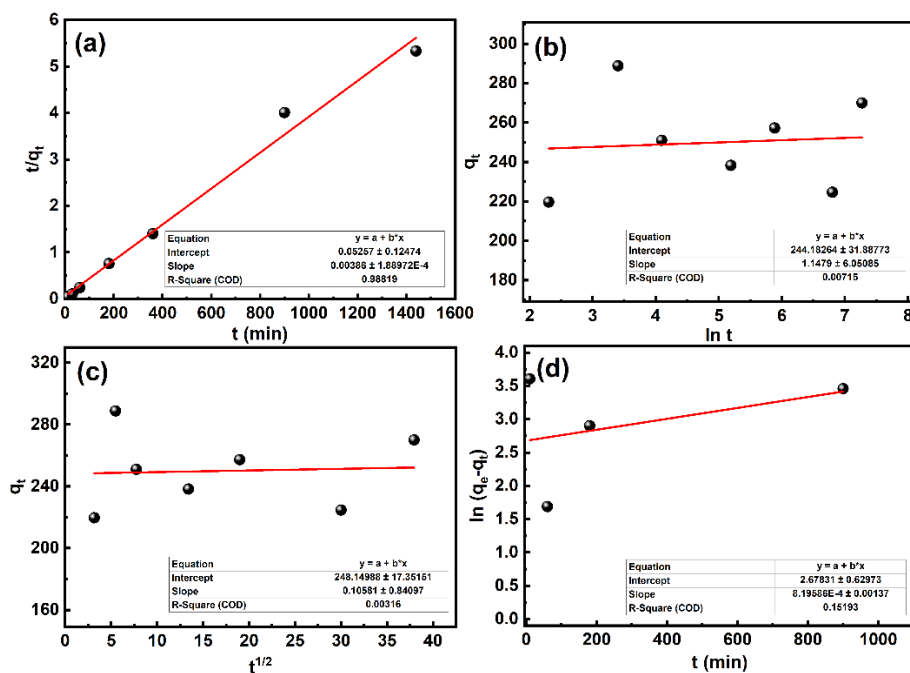 (a)
t/qt
6
5
4
3
2
1
0
Equation y = a + b*x
Intercept 0.05257 ± 0.12474
Slope 0.00386 ± 1.88972E-4
R-Square (COD) 0.98819
0 200 400 600 800 1000 1200 1400 1600
t (min)
(b)
qt
300
280
260
240
220
200
180
Equation y = a + b*x
Intercept 244.18264 ± 31.88773
Slope 1.1479 ± 6.05085
R-Square (COD) 0.00715
2 3 4 5 6 7 8
ln t
(c)
qt
320
280
240
200
160
Equation y = a + b*x
Intercept 248.14988 ± 17.35151
Slope 0.10581 ± 0.84097
R-Square (COD) 0.00316
0 5 10 15 20 25 30 35 40
t1/2
(d)
ln (qe-qt)
4.0
3.5
3.0
2.5
2.0
1.5
1.0
0.5
0.0
Equation y = a + b*x
Intercept 2.67831 ± 0.62973
Slope 8.19586E-4 ± 0.00137
R-Square (COD) 0.15193
0 200 400 600 800 1000
t (min)